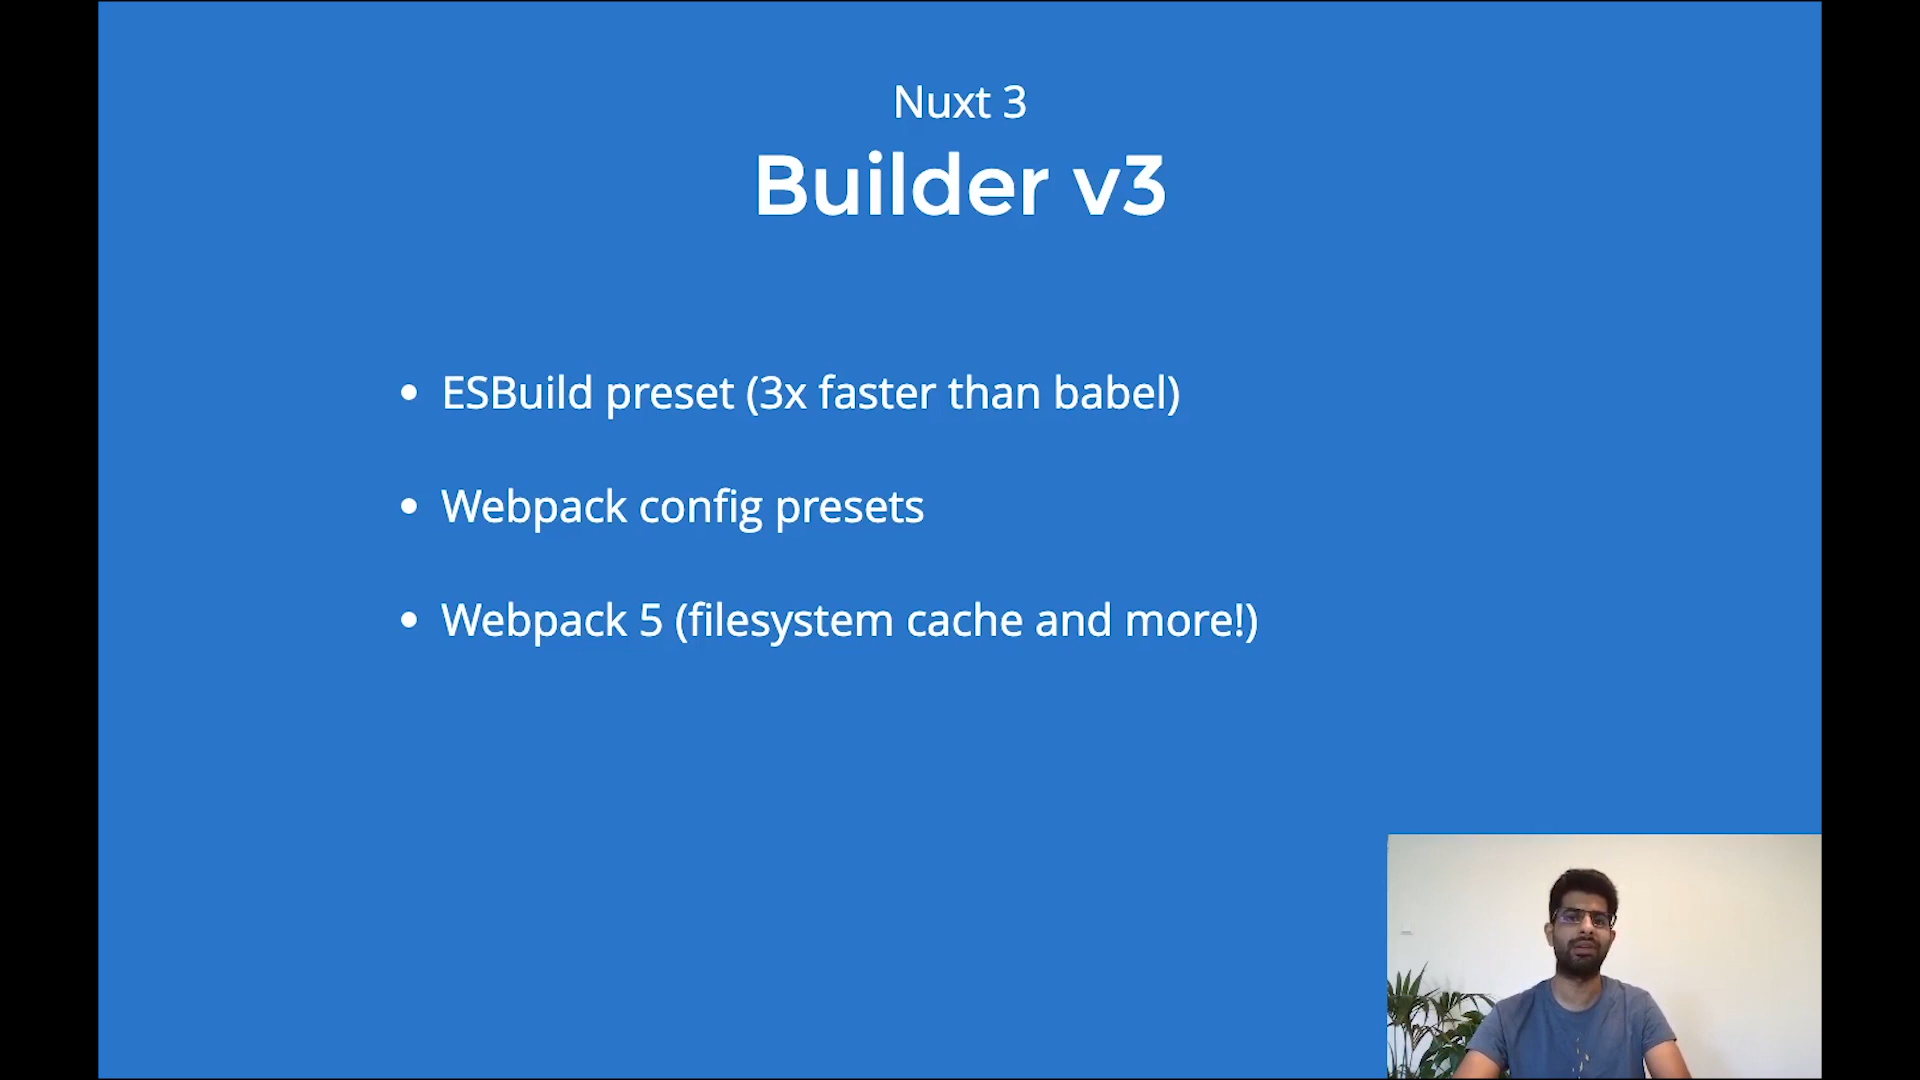 Nuxt 3
Builder v3
• ESBuild preset (3x faster than babel)
• Webpack config presets
• Webpack 5 (filesystem cache and more!)